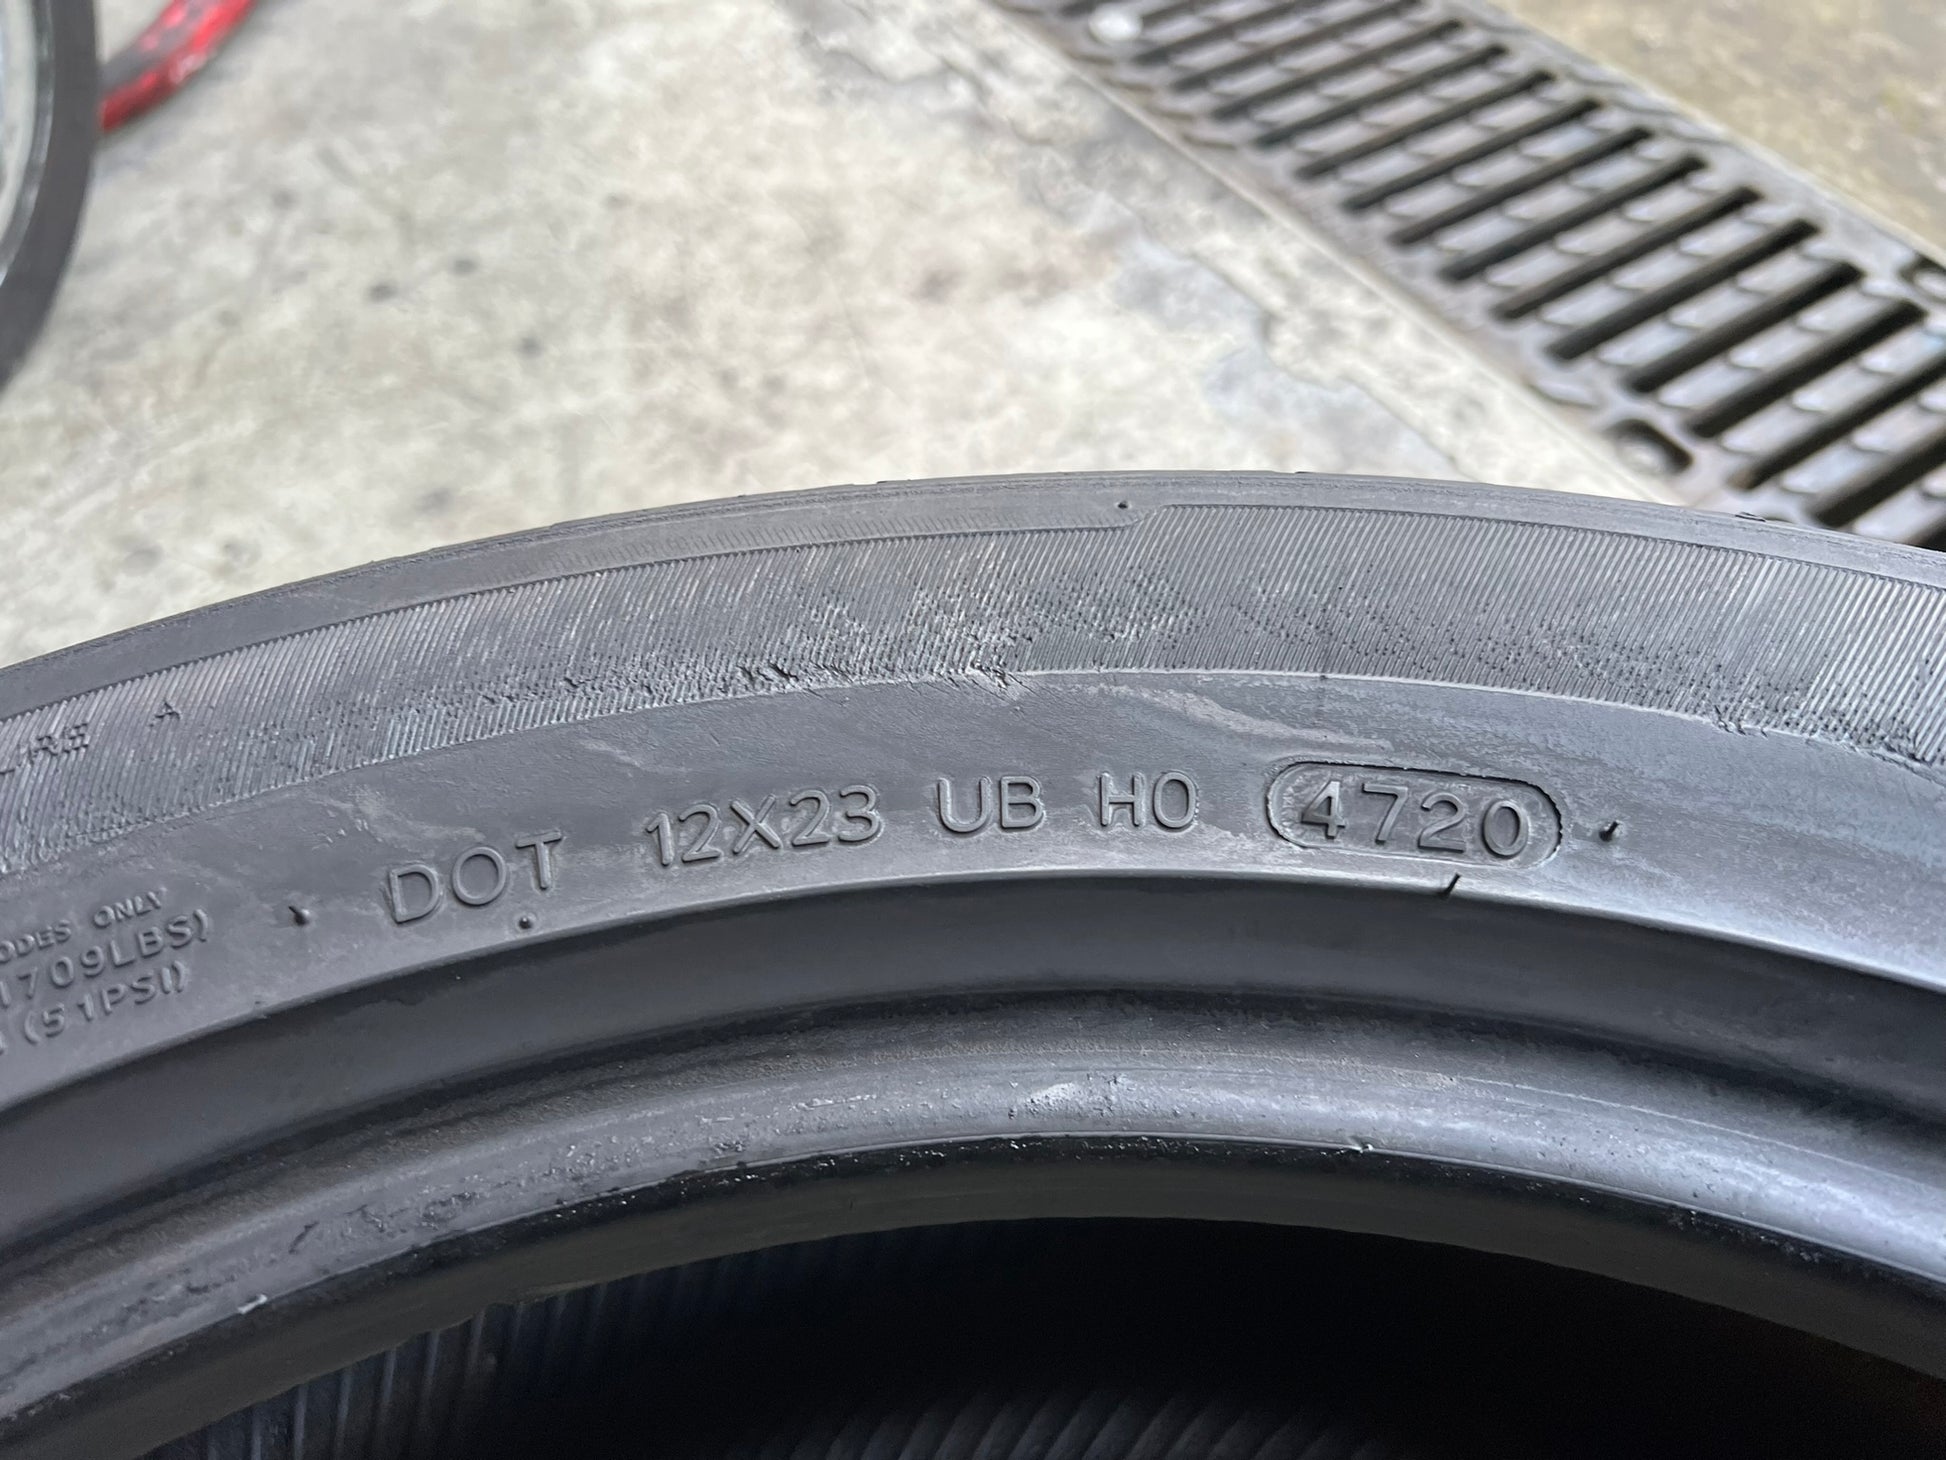 A
DOT 12X23 UB H0 4720
ODES ONLY
1709LBS)
(51PSI)